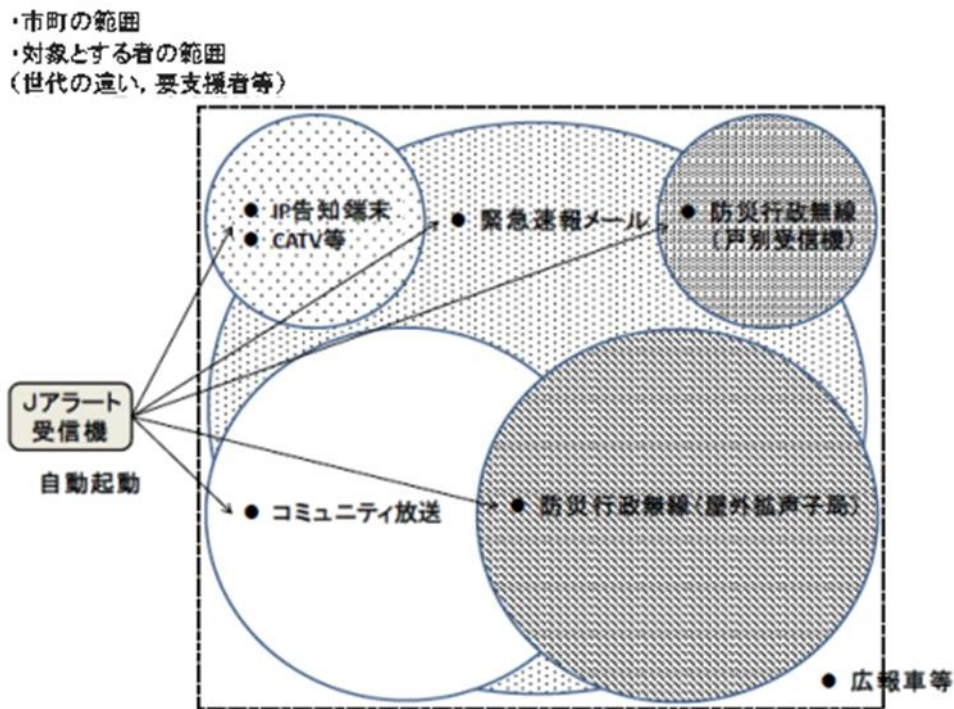 ・市町の範囲
・対象とする者の範囲
(世代の違い, 要支援者等)
● IP告知端末
● CATV等
● 緊急速報メール
● 防災行政無線
(戸別受信機)
Jアラート
受信機
自動起動
● コミュニティ放送
● 防災行政無線(屋外拡声子局)
● 広報車等